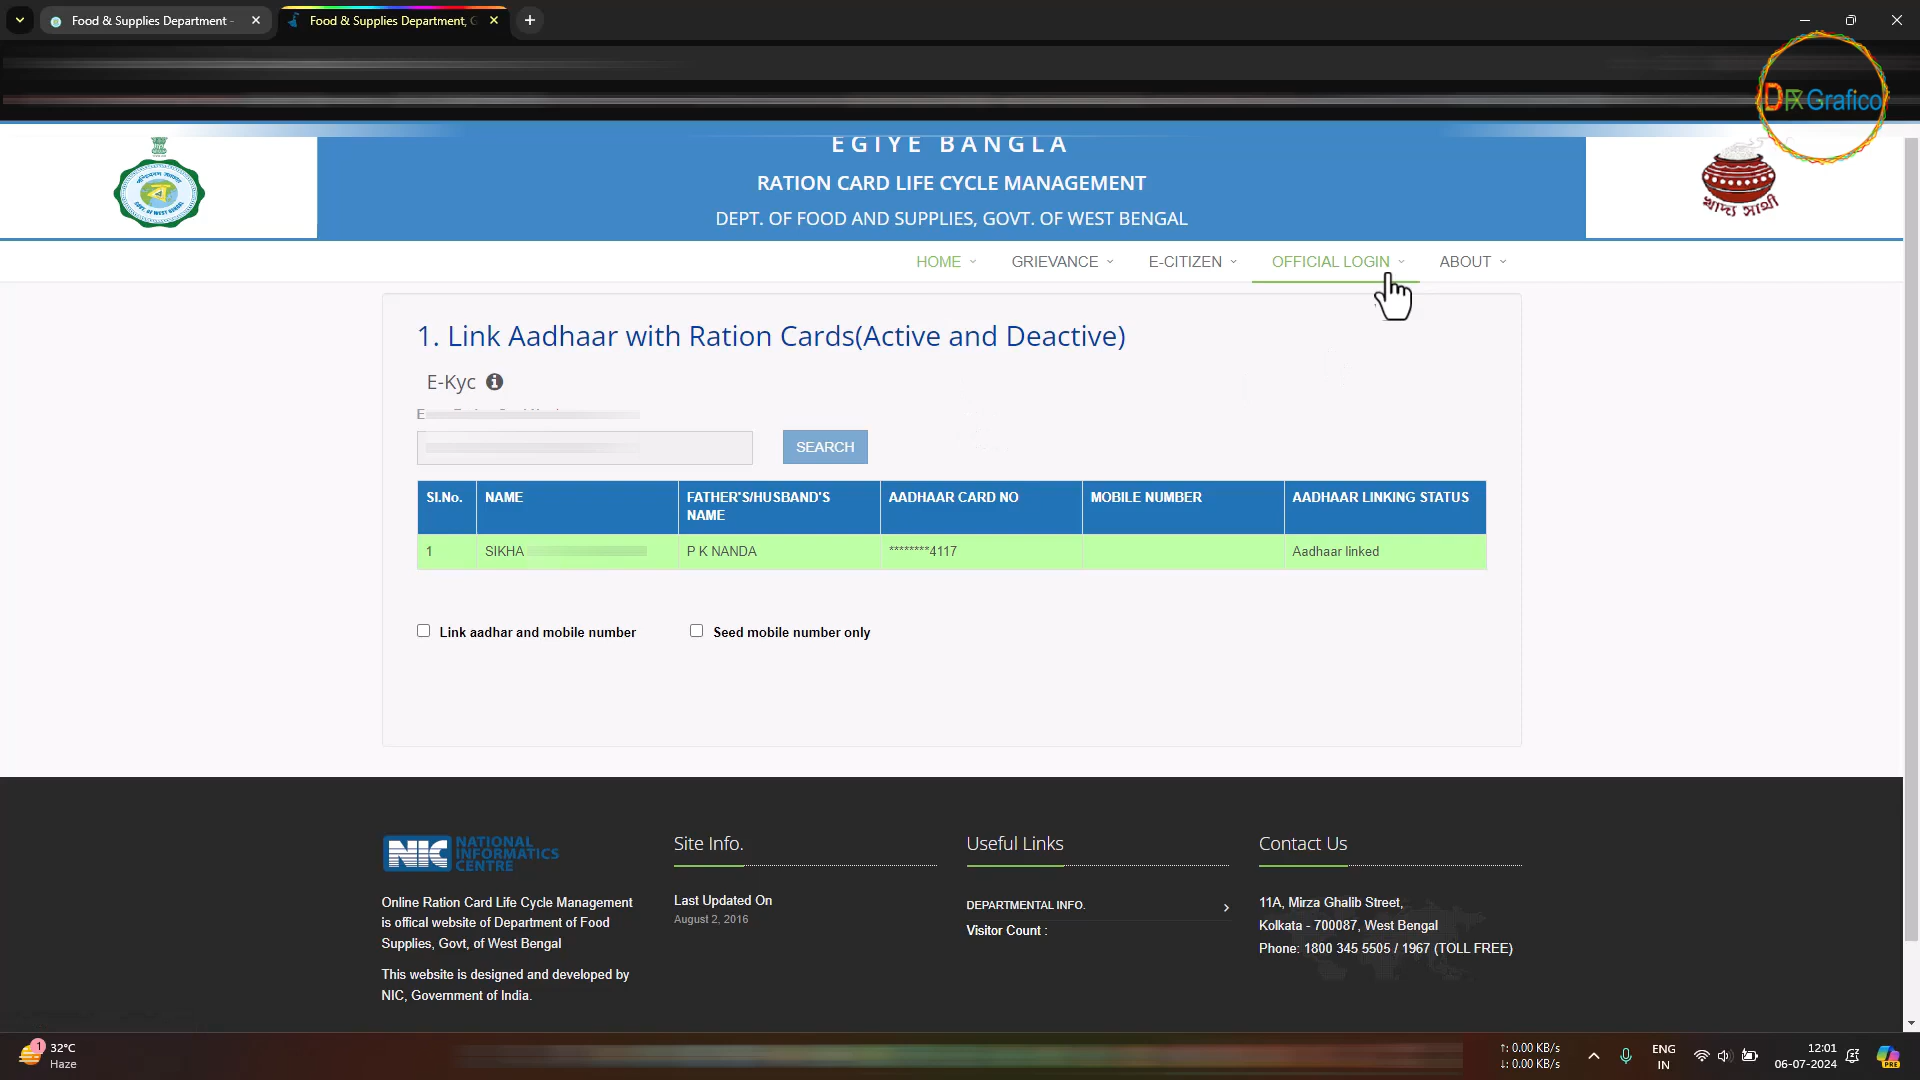 Food & Supplies Department -
Food & Supplies Department,
DFX Grafico
EGIYE BANGLA
RATION CARD LIFE CYCLE MANAGEMENT
DEPT. OF FOOD AND SUPPLIES, GOVT. OF WEST BENGAL
GOVT. OF WEST BENGAL
খাদ্য সাথী
HOME
GRIEVANCE
E-CITIZEN
OFFICIAL LOGIN
ABOUT
1. Link Aadhaar with Ration Cards(Active and Deactive)
E-Kyc
SEARCH
Sl.No.
NAME
FATHER'S/HUSBAND'S
NAME
AADHAAR CARD NO
MOBILE NUMBER
AADHAAR LINKING STATUS
1
SIKHA
P K NANDA
********4117
Aadhaar linked
Link aadhar and mobile number
Seed mobile number only
NIC NATIONAL
INFORMATICS
CENTRE
Online Ration Card Life Cycle Management
is offical website of Department of Food
Supplies, Govt, of West Bengal
This website is designed and developed by
NIC, Government of India.
Site Info.
Last Updated On
August 2, 2016
Useful Links
DEPARTMENTAL INFO.
Visitor Count :
Contact Us
11A, Mirza Ghalib Street,
Kolkata - 700087, West Bengal
Phone: 1800 345 5505 / 1967 (TOLL FREE)
1
32°C
Haze
↑: 0.00 KB/s
↓: 0.00 KB/s
ENG
IN
12:01
06-07-2024
PRE